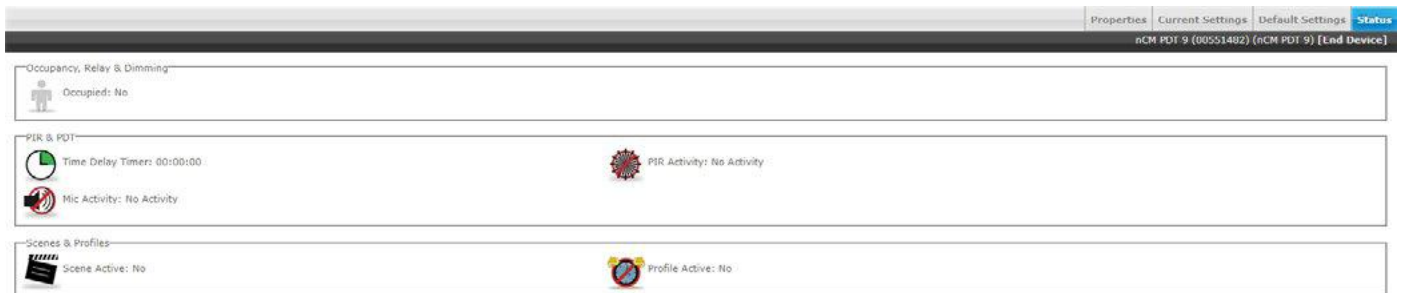 Properties Current Settings Default Settings Status
nCM PDT 9 (00551482) (nCM PDT 9) [End Device]
Occupancy, Relay & Dimming
Occupied: No
PIR & PDT
Time Delay Timer: 00:00:00 PIR Activity: No Activity
Mic Activity: No Activity
Scenes & Profiles
Scene Active: No Profile Active: No